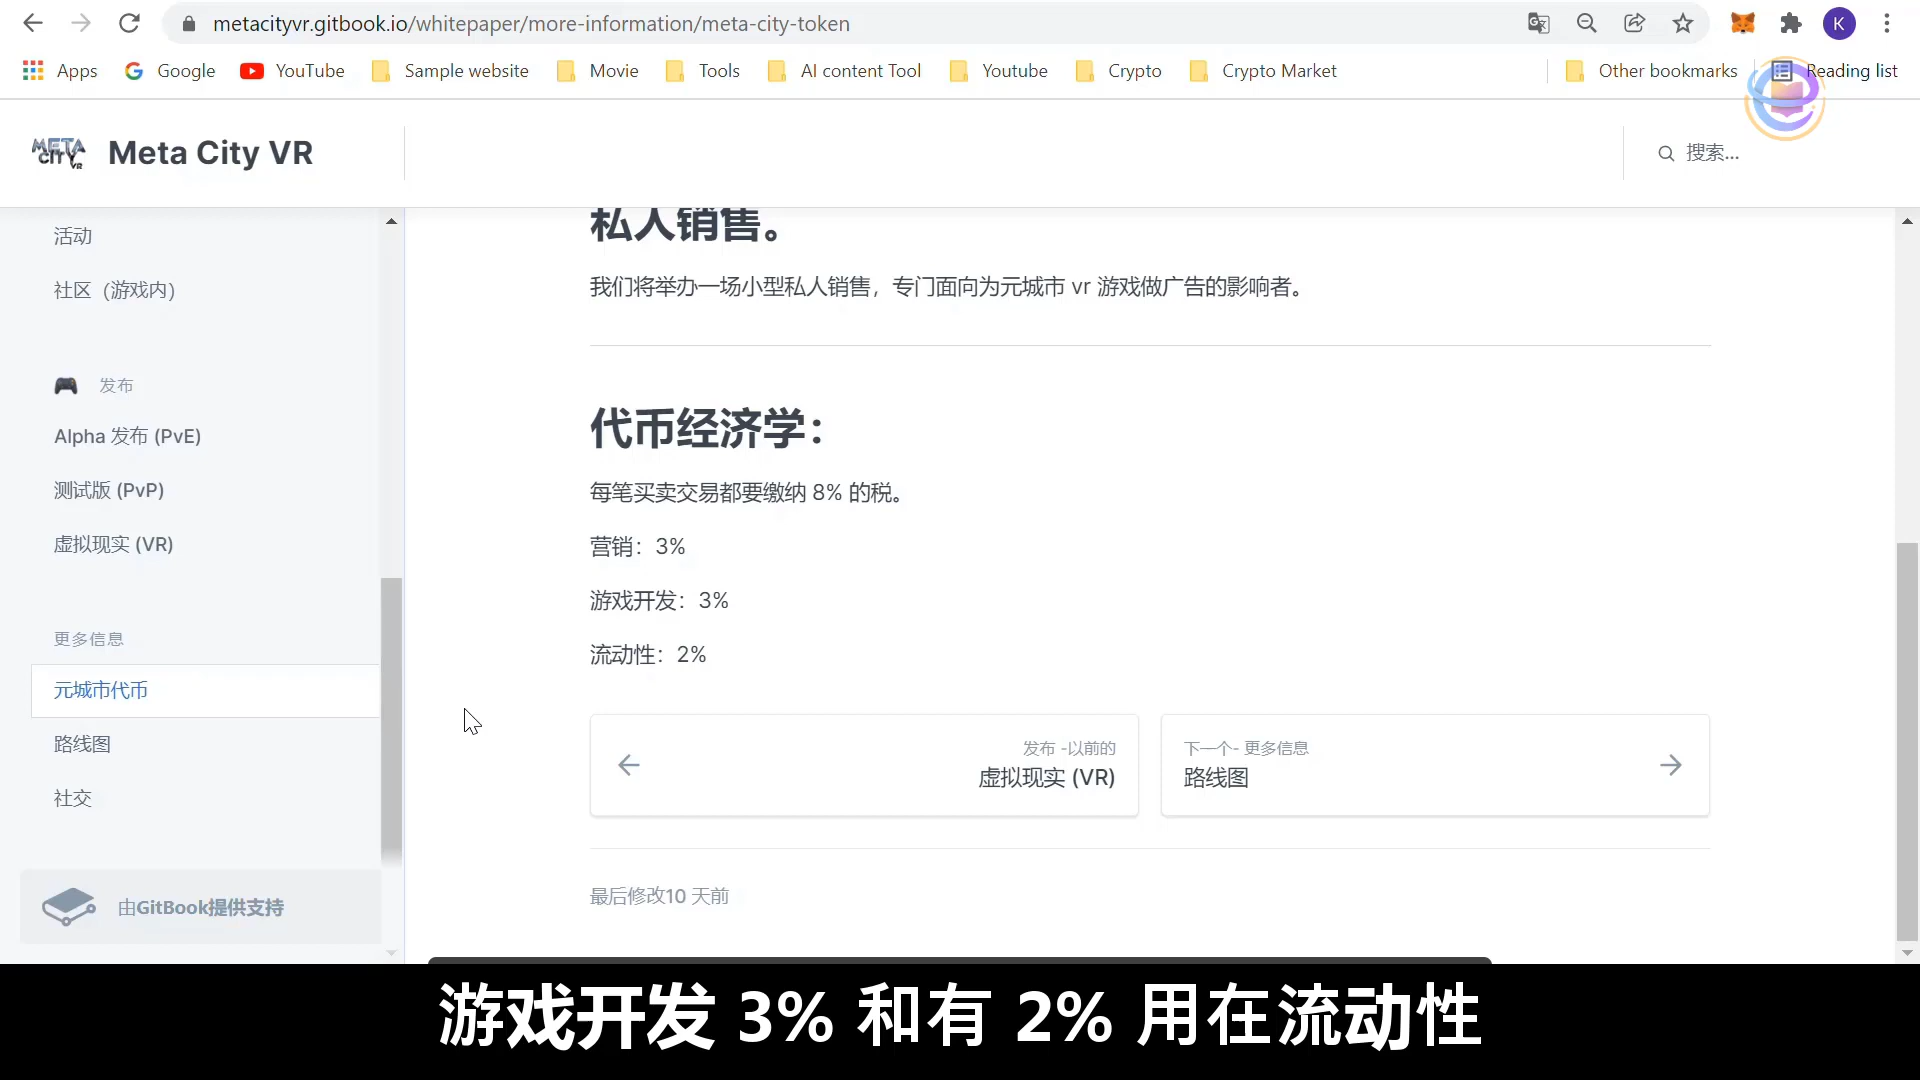 metacityvr.gitbook.io/whitepaper/more-information/meta-city-token
K
Apps
Google
YouTube
Sample website
Movie
Tools
AI content Tool
Youtube
Crypto
Crypto Market
Other bookmarks
Reading list
META CITY VR
Meta City VR
搜索...
活动
社区（游戏内）
发布
Alpha 发布 (PvE)
测试版 (PvP)
虚拟现实 (VR)
更多信息
元城市代币
路线图
社交
由GitBook提供支持
私人销售。
我们将举办一场小型私人销售，专门面向为元城市 vr 游戏做广告的影响者。
代币经济学：
每笔买卖交易都要缴纳 8% 的税。
营销：3%
游戏开发：3%
流动性：2%
发布 -以前的
虚拟现实 (VR)
下一个- 更多信息
路线图
最后修改10 天前
游戏开发 3% 和有 2% 用在流动性